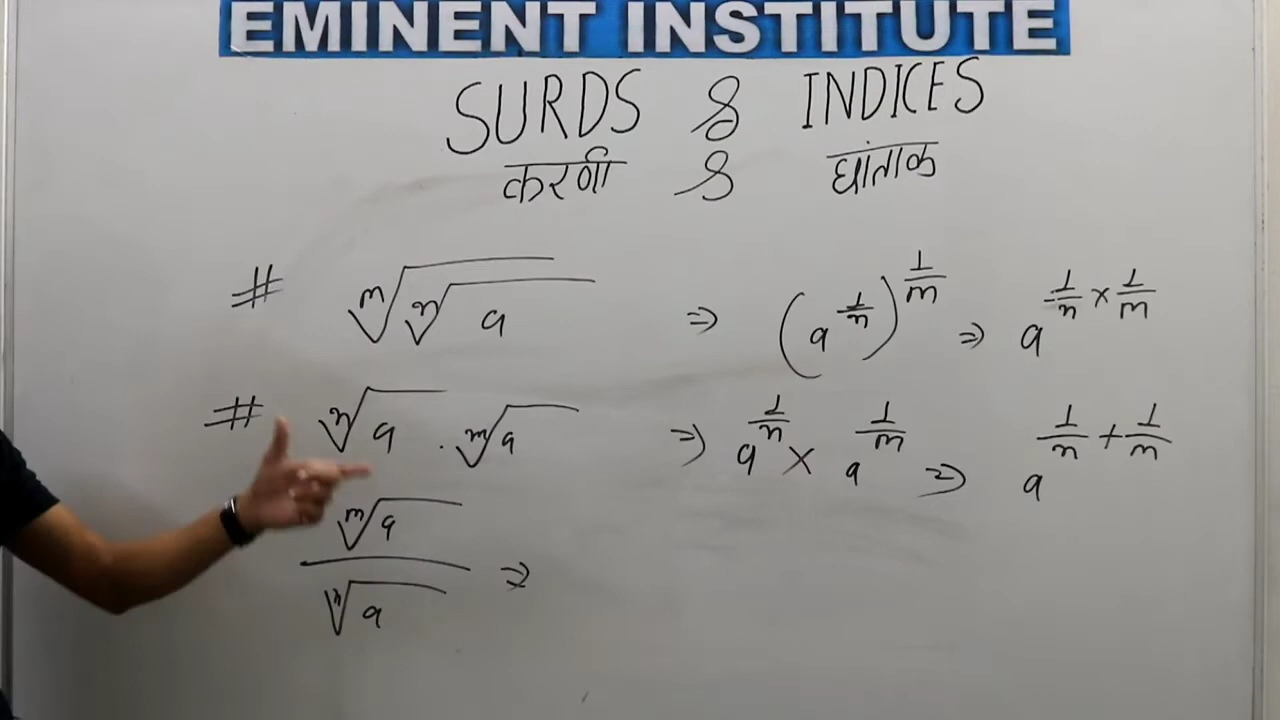 EMINENT INSTITUTE
SURDS & INDICES
करणी & घांताक
# ᵐ√(ⁿ√a) ⇒ (a^(1/n))^(1/m) ⇒ a^(1/n × 1/m)
# ⁿ√a . ᵐ√a ⇒ a^(1/n) × a^(1/m) ⇒ a^(1/n + 1/m)
ᵐ√a / ⁿ√a ⇒